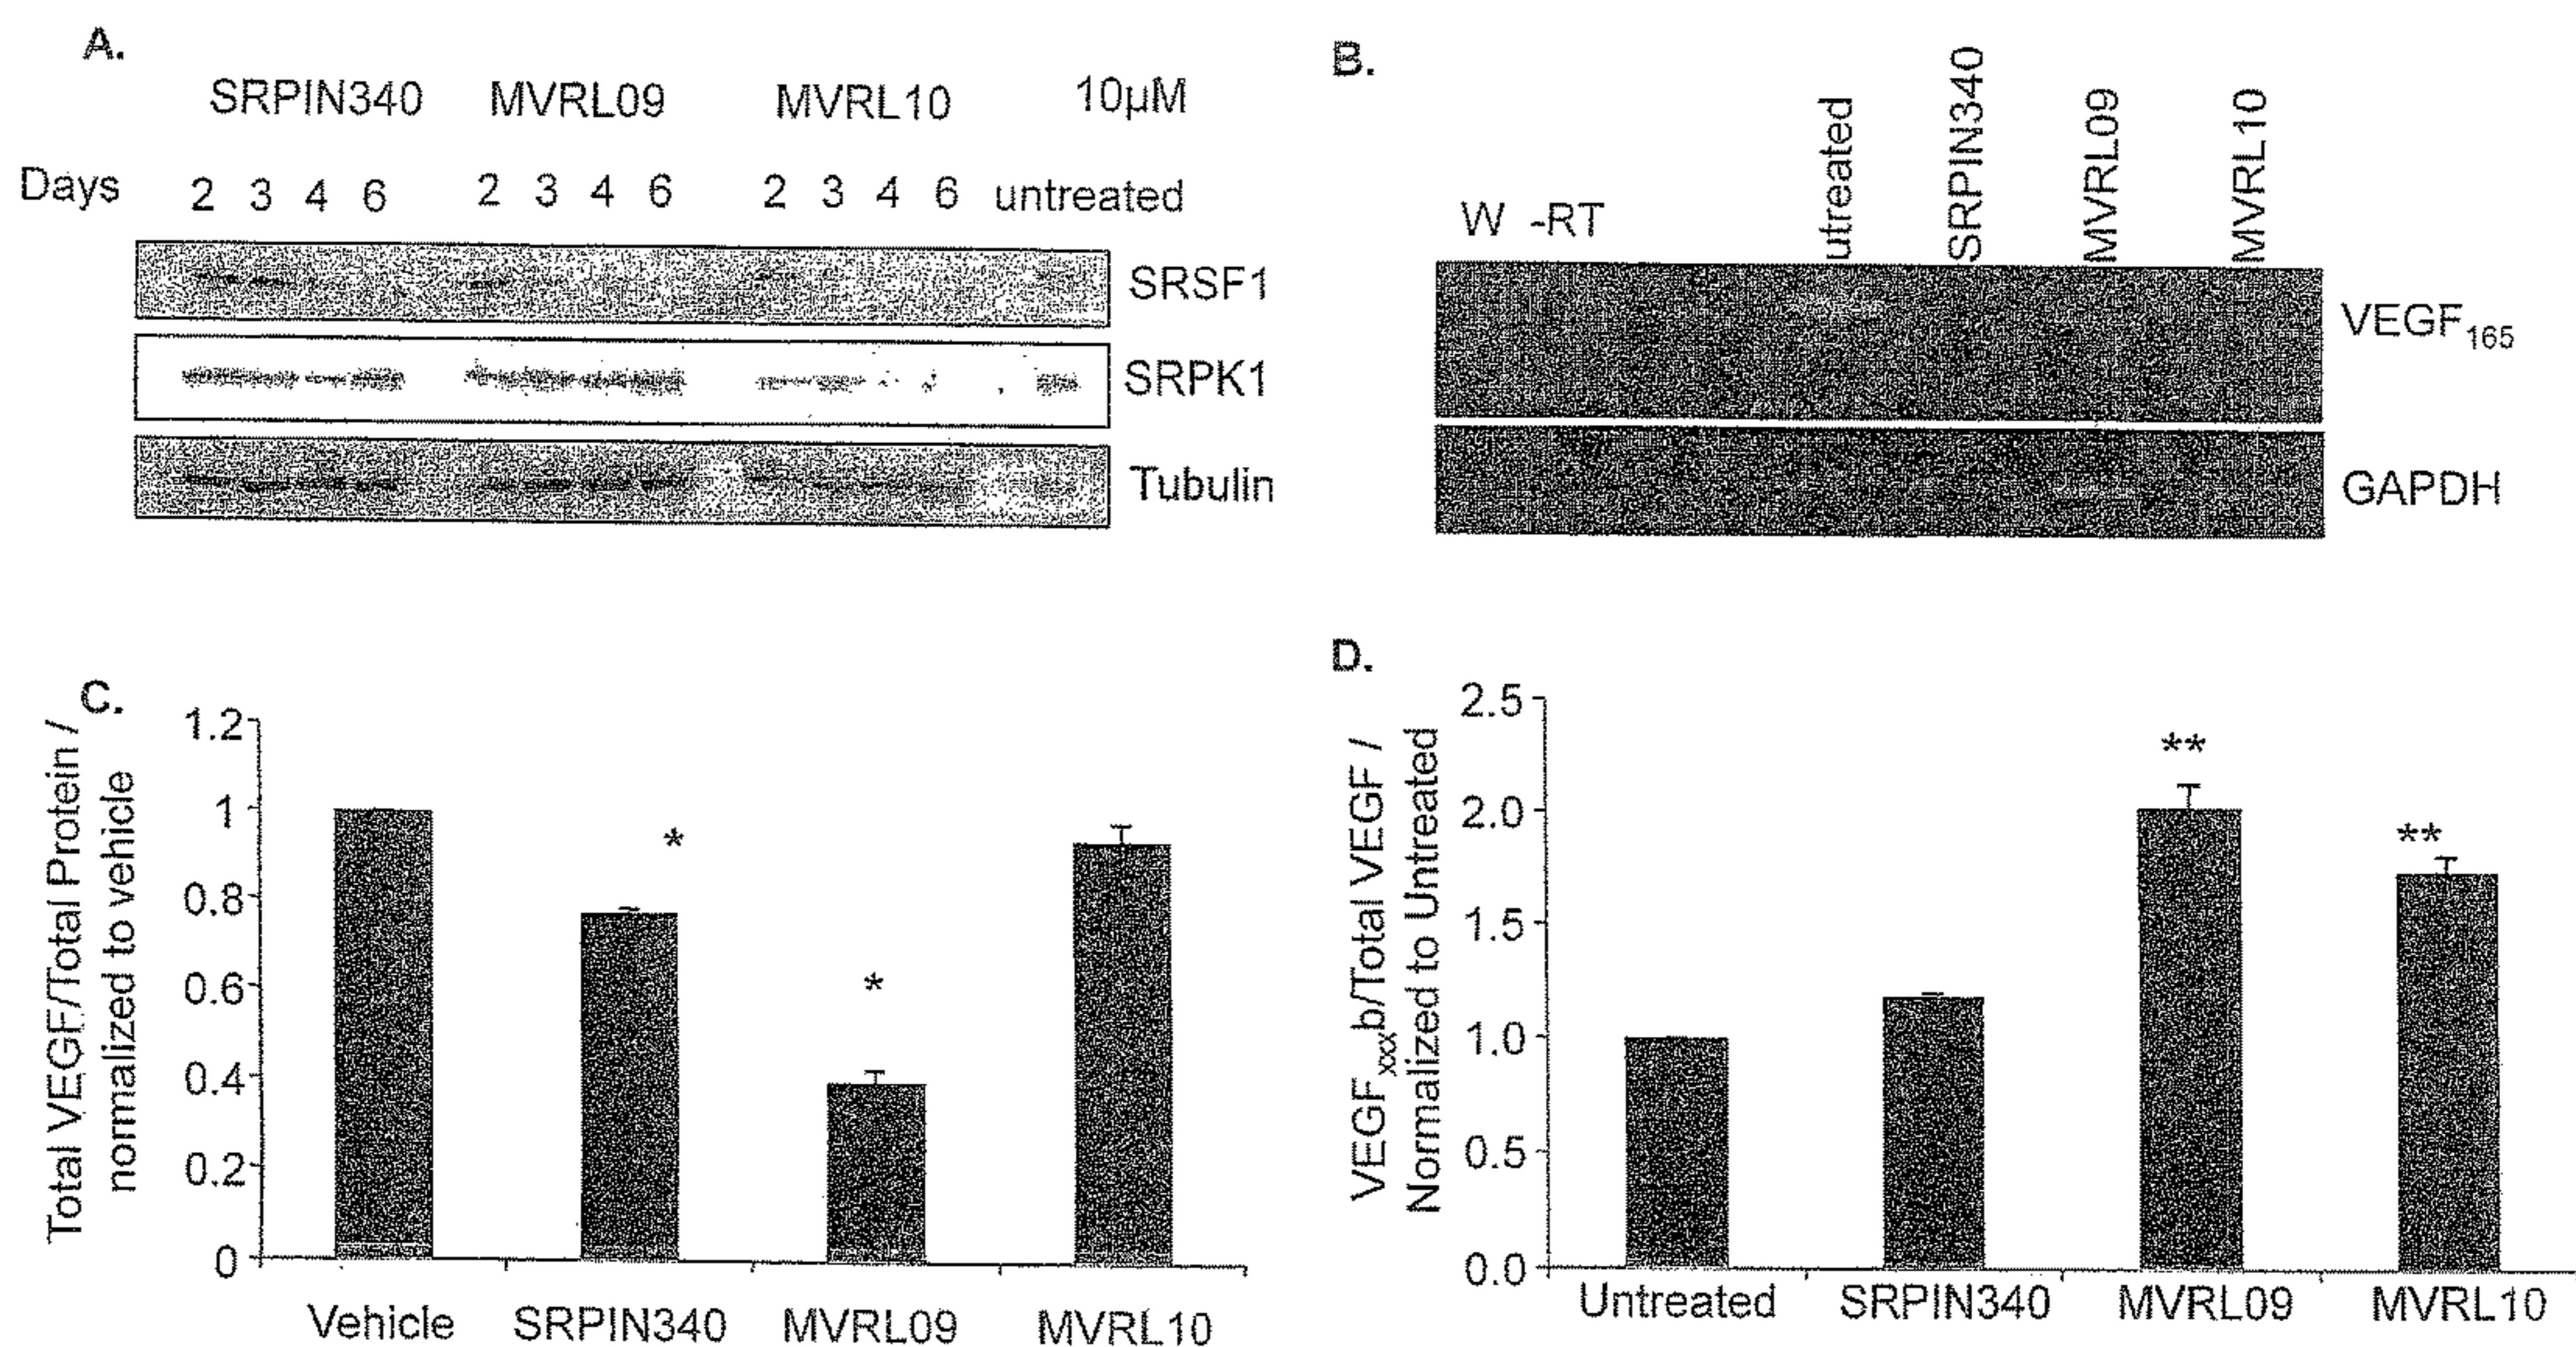 A.
SRPIN340 MVRL09 MVRL10 10µM
Days 2 3 4 6 2 3 4 6 2 3 4 6 untreated
SRSF1
SRPK1
Tubulin
B.
W -RT utreated SRPIN340 MVRL09 MVRL10
VEGF165
GAPDH
C.
Total VEGF/Total Protein /
normalized to vehicle
1.2
1
0.8
0.6
0.4
0.2
0
*
*
Vehicle SRPIN340 MVRL09 MVRL10
D.
VEGFxxxb/Total VEGF /
Normalized to Untreated
2.5
2.0
1.5
1.0
0.5
0.0
**
**
Untreated SRPIN340 MVRL09 MVRL10